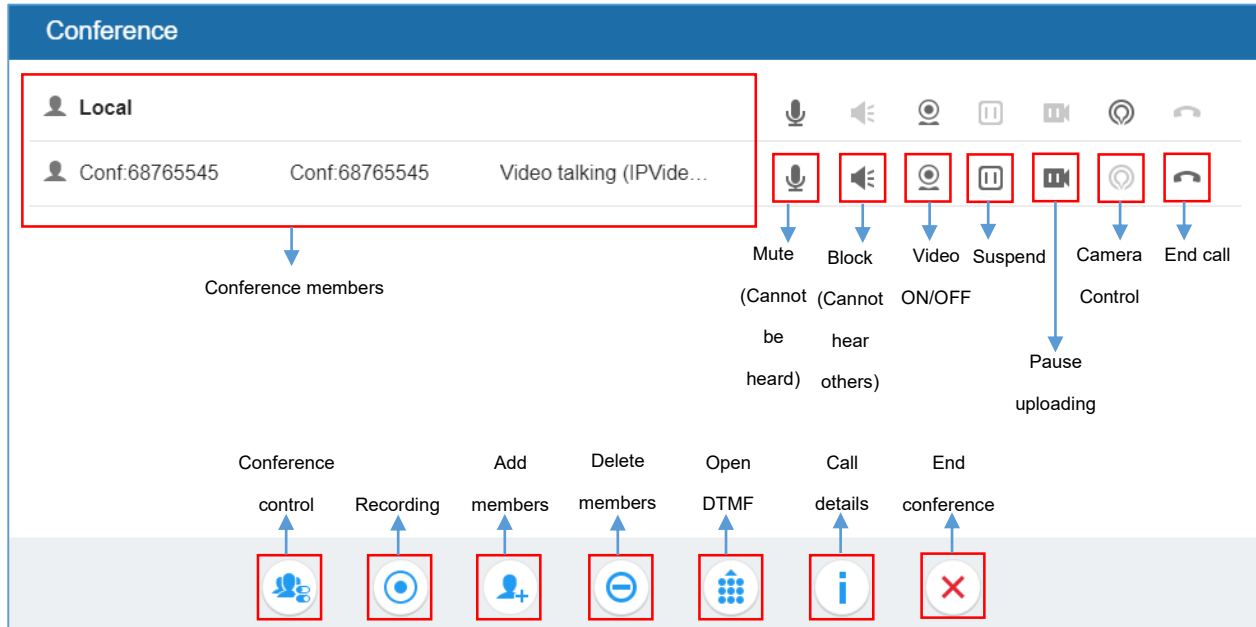 Conference
Local
Conf:68765545 Conf:68765545 Video talking (IPVide...
Conference members
Mute
(Cannot
be
heard)
Block
(Cannot
hear
others)
Video
ON/OFF
Suspend
Pause
uploading
Camera
Control
End call
Conference
control
Recording
Add
members
Delete
members
Open
DTMF
Call
details
End
conference